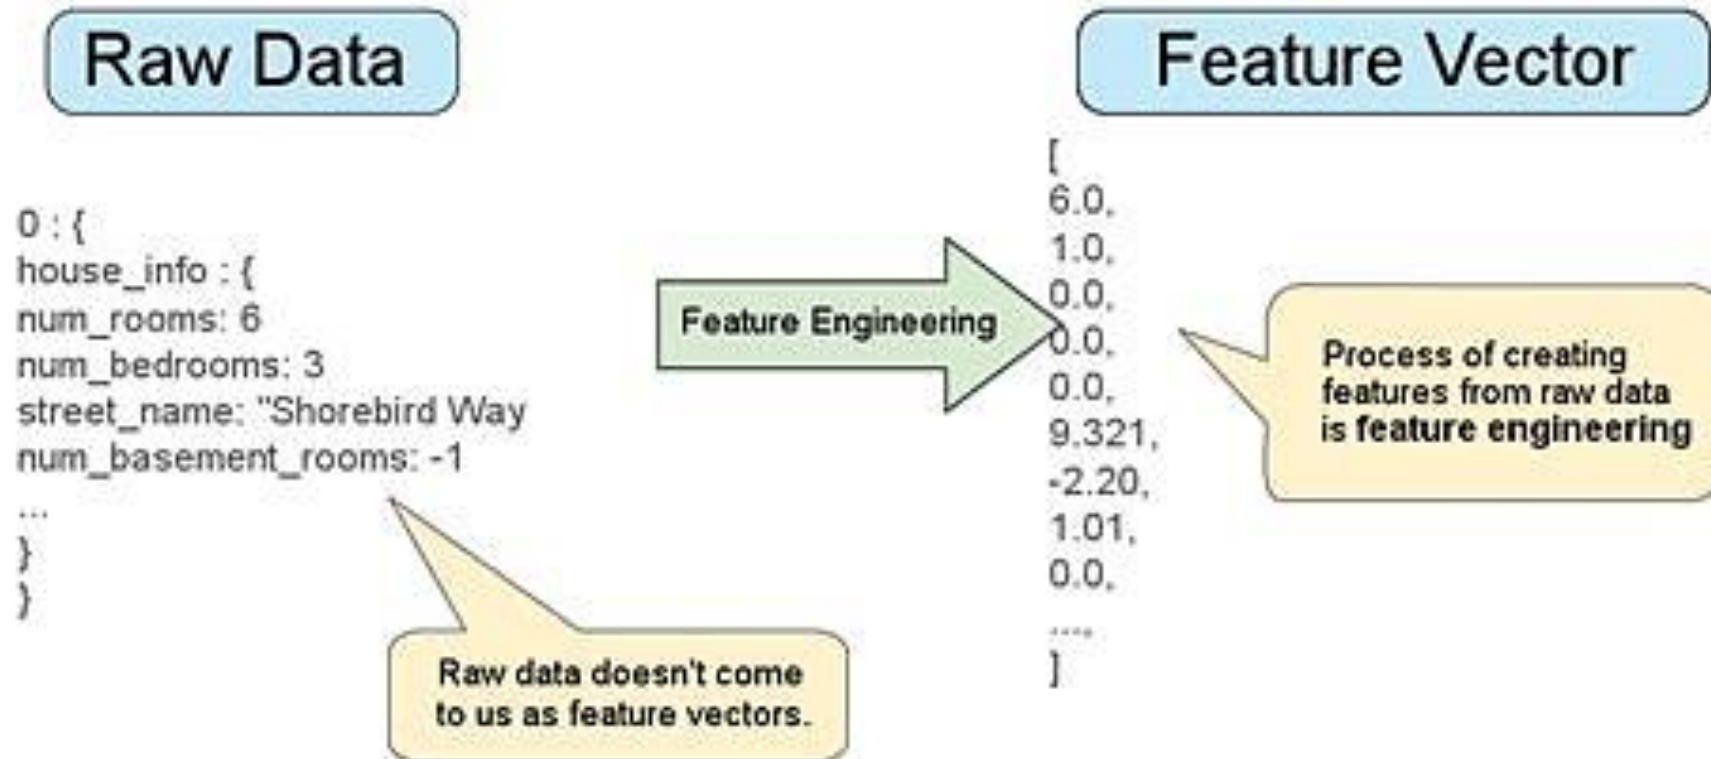 Raw Data
0 : {
house_info : {
num_rooms: 6
num_bedrooms: 3
street_name: "Shorebird Way
num_basement_rooms: -1
...
}
}
Raw data doesn't come
to us as feature vectors.
Feature Engineering
Feature Vector
[
6.0,
1.0,
0.0,
0.0,
0.0,
9.321,
-2.20,
1.01,
0.0,
...,
]
Process of creating
features from raw data
is feature engineering